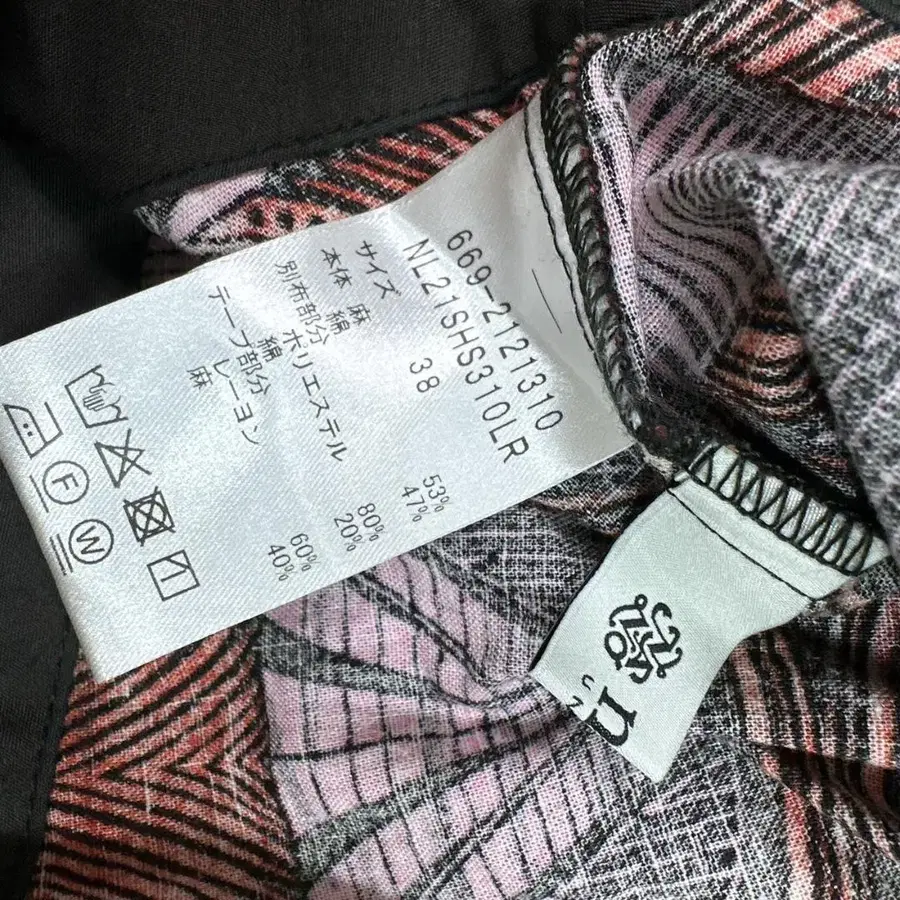 669-2121310
NL21SHS310LR
サイズ 38
本体 麻 53%
綿 47%
別布部分 ポリエステル 80%
綿 20%
テープ部分 レーヨン 60%
麻 40%
F
W